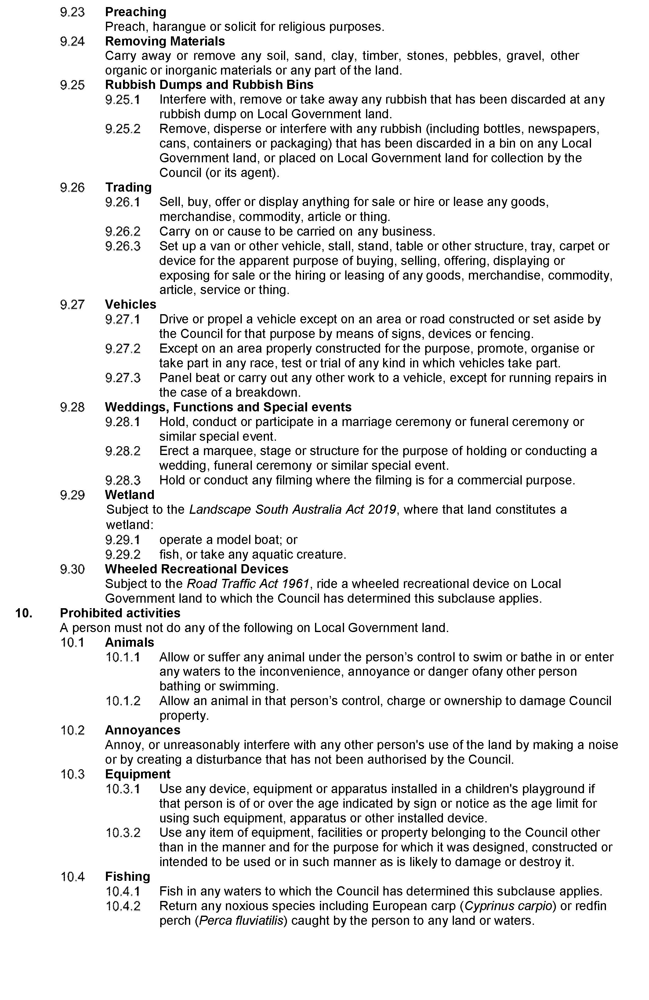 9.23 Preaching
Preach, harangue or solicit for religious purposes.
9.24 Removing Materials
Carry away or remove any soil, sand, clay, timber, stones, pebbles, gravel, other
organic or inorganic materials or any part of the land.
9.25 Rubbish Dumps and Rubbish Bins
9.25.1 Interfere with, remove or take away any rubbish that has been discarded at any
rubbish dump on Local Government land.
9.25.2 Remove, disperse or interfere with any rubbish (including bottles, newspapers,
cans, containers or packaging) that has been discarded in a bin on any Local
Government land, or placed on Local Government land for collection by the
Council (or its agent).
9.26 Trading
9.26.1 Sell, buy, offer or display anything for sale or hire or lease any goods,
merchandise, commodity, article or thing.
9.26.2 Carry on or cause to be carried on any business.
9.26.3 Set up a van or other vehicle, stall, stand, table or other structure, tray, carpet or
device for the apparent purpose of buying, selling, offering, displaying or
exposing for sale or the hiring or leasing of any goods, merchandise, commodity,
article, service or thing.
9.27 Vehicles
9.27.1 Drive or propel a vehicle except on an area or road constructed or set aside by
the Council for that purpose by means of signs, devices or fencing.
9.27.2 Except on an area properly constructed for the purpose, promote, organise or
take part in any race, test or trial of any kind in which vehicles take part.
9.27.3 Panel beat or carry out any other work to a vehicle, except for running repairs in
the case of a breakdown.
9.28 Weddings, Functions and Special events
9.28.1 Hold, conduct or participate in a marriage ceremony or funeral ceremony or
similar special event.
9.28.2 Erect a marquee, stage or structure for the purpose of holding or conducting a
wedding, funeral ceremony or similar special event.
9.28.3 Hold or conduct any filming where the filming is for a commercial purpose.
9.29 Wetland
Subject to the Landscape South Australia Act 2019, where that land constitutes a
wetland:
9.29.1 operate a model boat; or
9.29.2 fish, or take any aquatic creature.
9.30 Wheeled Recreational Devices
Subject to the Road Traffic Act 1961, ride a wheeled recreational device on Local
Government land to which the Council has determined this subclause applies.
10. Prohibited activities
A person must not do any of the following on Local Government land.
10.1 Animals
10.1.1 Allow or suffer any animal under the person’s control to swim or bathe in or enter
any waters to the inconvenience, annoyance or danger ofany other person
bathing or swimming.
10.1.2 Allow an animal in that person’s control, charge or ownership to damage Council
property.
10.2 Annoyances
Annoy, or unreasonably interfere with any other person's use of the land by making a noise
or by creating a disturbance that has not been authorised by the Council.
10.3 Equipment
10.3.1 Use any device, equipment or apparatus installed in a children's playground if
that person is of or over the age indicated by sign or notice as the age limit for
using such equipment, apparatus or other installed device.
10.3.2 Use any item of equipment, facilities or property belonging to the Council other
than in the manner and for the purpose for which it was designed, constructed or
intended to be used or in such manner as is likely to damage or destroy it.
10.4 Fishing
10.4.1 Fish in any waters to which the Council has determined this subclause applies.
10.4.2 Return any noxious species including European carp (Cyprinus carpio) or redfin
perch (Perca fluviatilis) caught by the person to any land or waters.